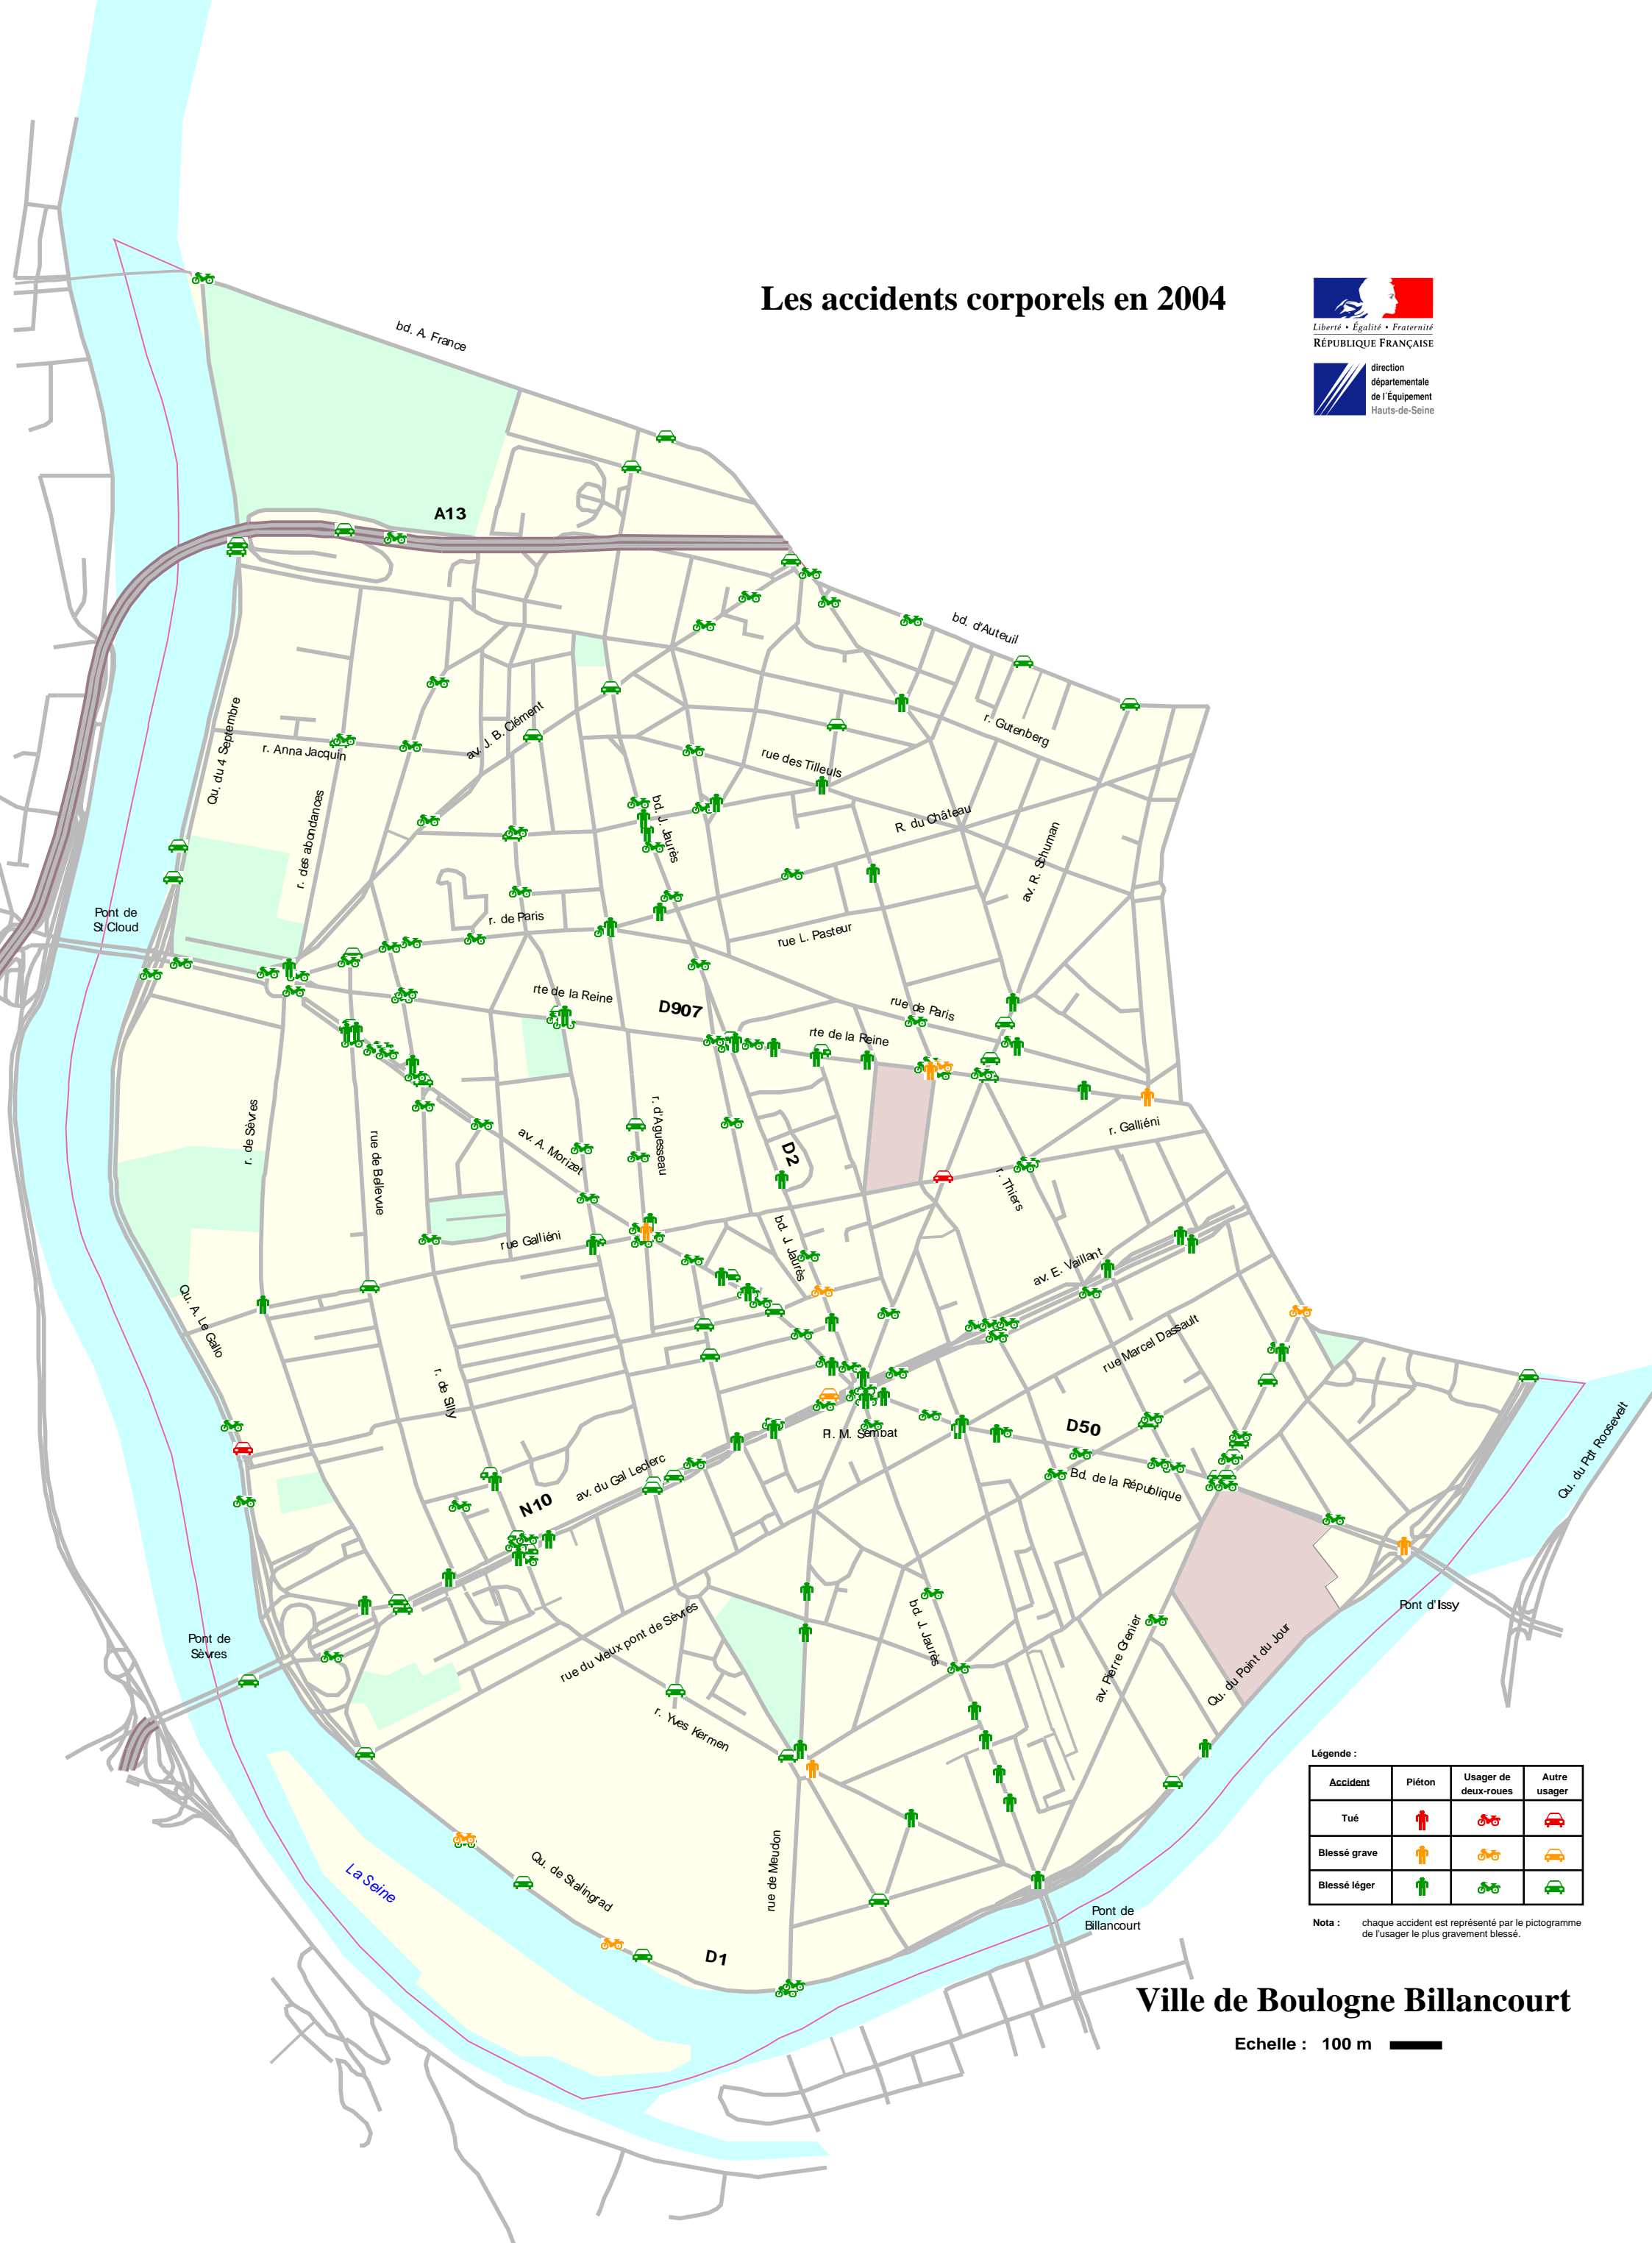 Les accidents corporels en 2004
Liberté • Égalité • Fraternité
RÉPUBLIQUE FRANÇAISE
direction
départementale
de l'Équipement
Hauts-de-Seine
bd. A. France
A13
bd. d'Auteuil
Qu. du 4 Septembre
r. Anna Jacquin
av. J. B. Clément
r. Gutenberg
rue des Tilleuls
bd. J. Jaurès
R. du Château
r. des abondances
av. R. Schuman
Pont de
St Cloud
r. de Paris
rue L. Pasteur
rte de la Reine
D907
rue de Paris
rte de la Reine
r. de Sèvres
rue de Bellevue
av. A. Morizet
r. d'Aguesseau
D2
r. Galliéni
r. Thiers
rue Galliéni
bd. J. Jaurès
av. E. Vaillant
Qu. A. Le Gallo
rue Marcel Dassault
r. de Silly
Pl. M. Sembat
D50
Qu. du Pdt Roosevelt
av. du Gal Leclerc
N10
Bd. de la République
Pont d'Issy
Pont de
Sèvres
rue du vieux pont de Sèvres
bd. J. Jaurès
av. Pierre Grenier
Qu. du Point du Jour
r. Yves Kermen
La Seine
Qu. de Stalingrad
rue de Meudon
D1
Pont de
Billancourt
Légende :
Accident Piéton Usager de deux-roues Autre usager
Tué
Blessé grave
Blessé léger
Nota : chaque accident est représenté par le pictogramme
de l'usager le plus gravement blessé.
Ville de Boulogne Billancourt
Echelle : 100 m